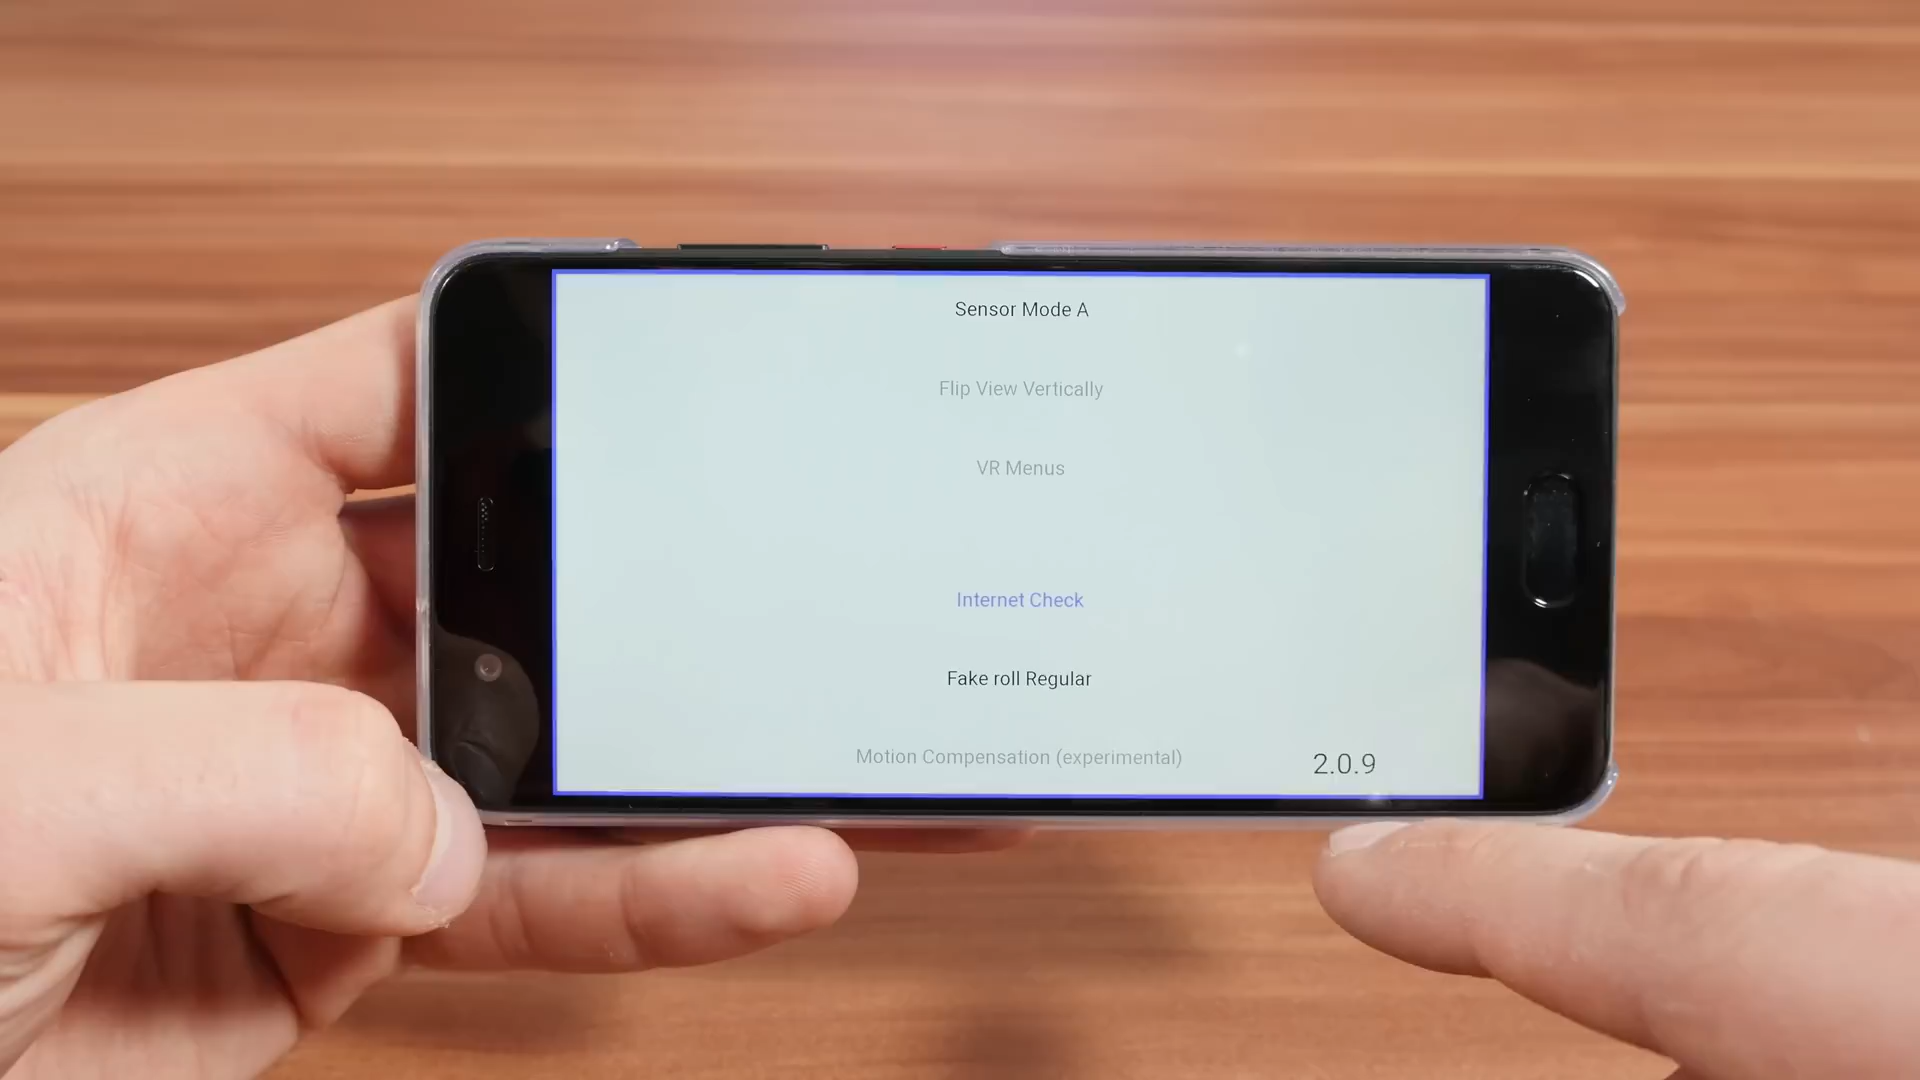 Sensor Mode A
Flip View Vertically
VR Menus
Internet Check
Fake roll Regular
Motion Compensation (experimental)
2.0.9